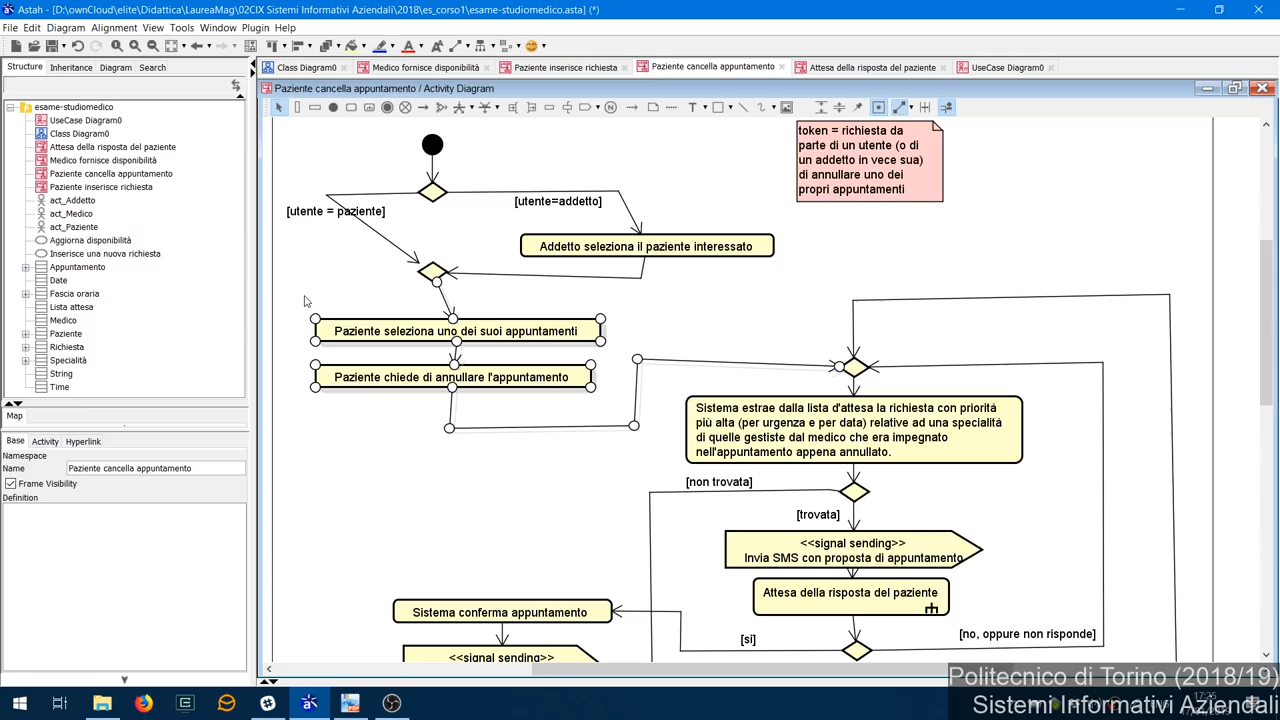 Astah - [D:\ownCloud\elite\Didattica\LaureaMag\02CIX Sistemi Informativi Aziendali\2018\es_corso1\esame-studiomedico.asta] (*)
File Edit Diagram Alignment View Tools Window Plugin Help
Structure Inheritance Diagram Search
Class Diagram0 Medico fornisce disponibilità Paziente inserisce richiesta Paziente cancella appuntamento Attesa della risposta del paziente UseCase Diagram0
Paziente cancella appuntamento / Activity Diagram
esame-studiomedico
UseCase Diagram0
Class Diagram0
Attesa della risposta del paziente
Medico fornisce disponibilità
Paziente cancella appuntamento
Paziente inserisce richiesta
act_Addetto
act_Medico
act_Paziente
Aggiorna disponibilità
Inserisce una nuova richiesta
Appuntamento
Date
Fascia oraria
Lista attesa
Medico
Paziente
Richiesta
Specialità
String
Time
Map
Base Activity Hyperlink
Namespace
Name Paziente cancella appuntamento
Frame Visibility
Definition
token = richiesta da
parte di un utente (o di
un addetto in vece sua)
di annullare uno dei
propri appuntamenti
[utente = paziente]
[utente=addetto]
Addetto seleziona il paziente interessato
Paziente seleziona uno dei suoi appuntamenti
Paziente chiede di annullare l'appuntamento
Sistema estrae dalla lista d'attesa la richiesta con priorità
più alta (per urgenza e per data) relative ad una specialità
di quelle gestiste dal medico che era impegnato
nell'appuntamento appena annullato.
[non trovata]
[trovata]
<<signal sending>>
Invia SMS con proposta di appuntamento
Attesa della risposta del paziente
Sistema conferma appuntamento
[si]
[no, oppure non risponde]
<<signal sending>>
Politecnico di Torino (2018/19)
Sistemi Informativi Aziendali
17:25